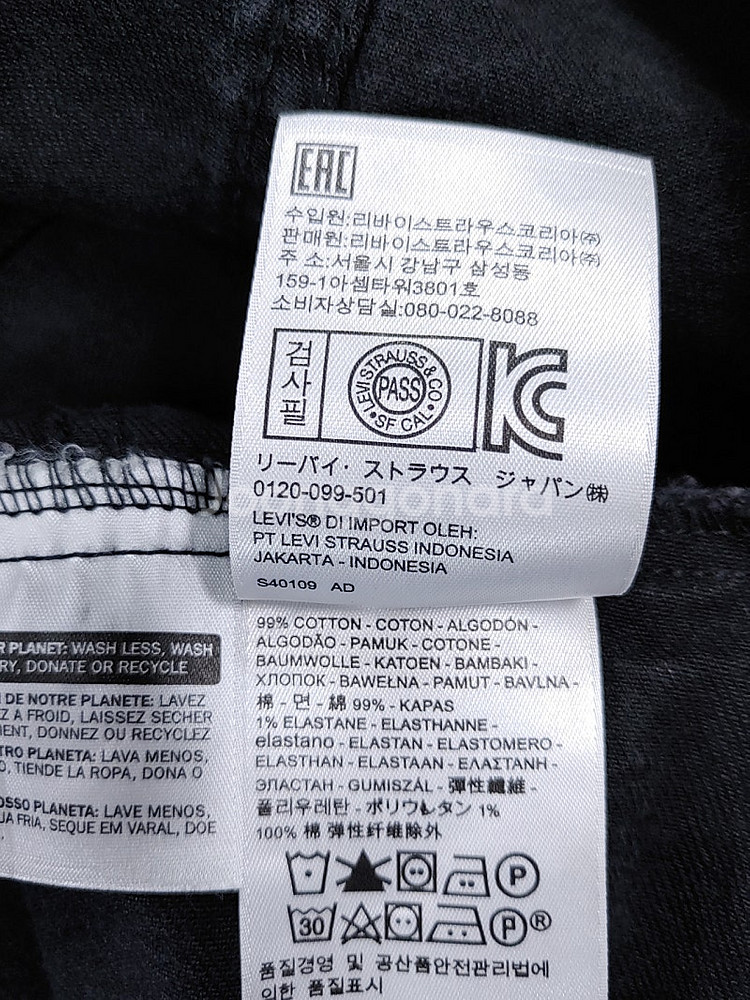 EAC
수입원:리바이스트라우스코리아㈜
판매원:리바이스트라우스코리아㈜
주 소:서울시 강남구 삼성동
159-1아셈타워3801호
소비자상담실:080-022-8088
검사필
LEVI STRAUSS & CO
PASS
SF CAL
KC
リーバイ・ストラウス ジャパン㈱
0120-099-501
LEVI'S® DI IMPORT OLEH:
PT LEVI STRAUSS INDONESIA
JAKARTA - INDONESIA
S40109 AD
R PLANET: WASH LESS, WASH
RY, DONATE OR RECYCLE
DE NOTRE PLANETE: LAVEZ
Z A FROID, LAISSEZ SECHER
ENT, DONNEZ OU RECYCLEZ
TRO PLANETA: LAVA MENOS,
O, TIENDE LA ROPA, DONA O
OSSO PLANETA: LAVE MENOS,
UA FRIA, SEQUE EM VARAL, DOE
99% COTTON - COTON - ALGODÓN -
ALGODÃO - PAMUK - COTONE -
BAUMWOLLE - KATOEN - BAMBAKI -
ХЛОПОК - BAWEŁNA - PAMUT - BAVLNA -
棉 - 면 - 綿 99% - KAPAS
1% ELASTANE - ELASTHANNE -
elastano - ELASTAN - ELASTOMERO -
ELASTHAN - ELASTAAN - ΕΛΑΣΤΑΝΗ -
ЭЛАСТАН - GUMISZÁL - 彈性纖維 -
폴리우레탄 - ポリウレタン 1%
100% 棉 弹性纤维除外
P
30 P ®
품질경영 및 공산품안전관리법에
의한 품질표시